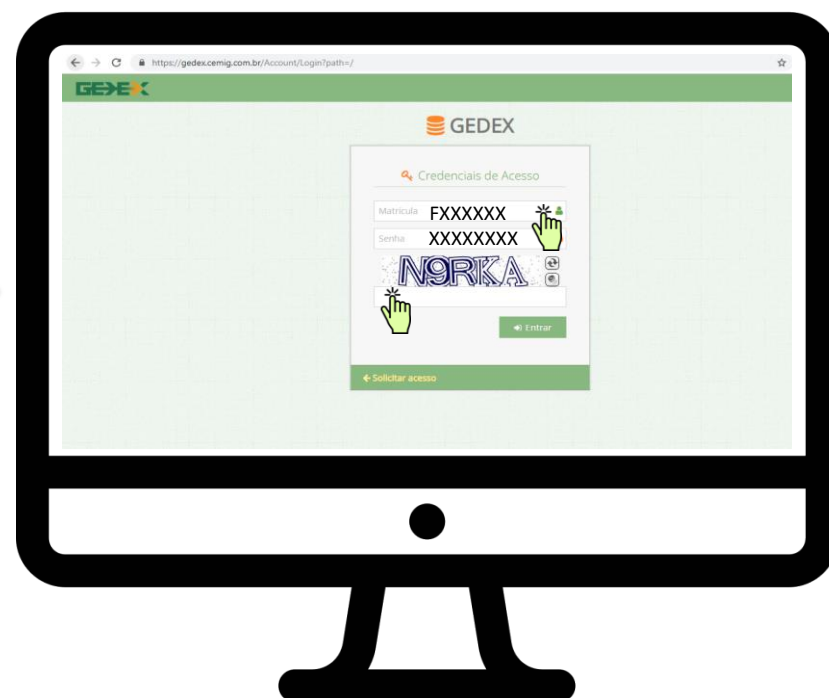 https://gedex.cemig.com.br/Account/Login?path=/
GEDEX
GEDEX
Credenciais de Acesso
Matricula FXXXXXX
Senha XXXXXXXX
N9RKA
Entrar
Solicitar acesso